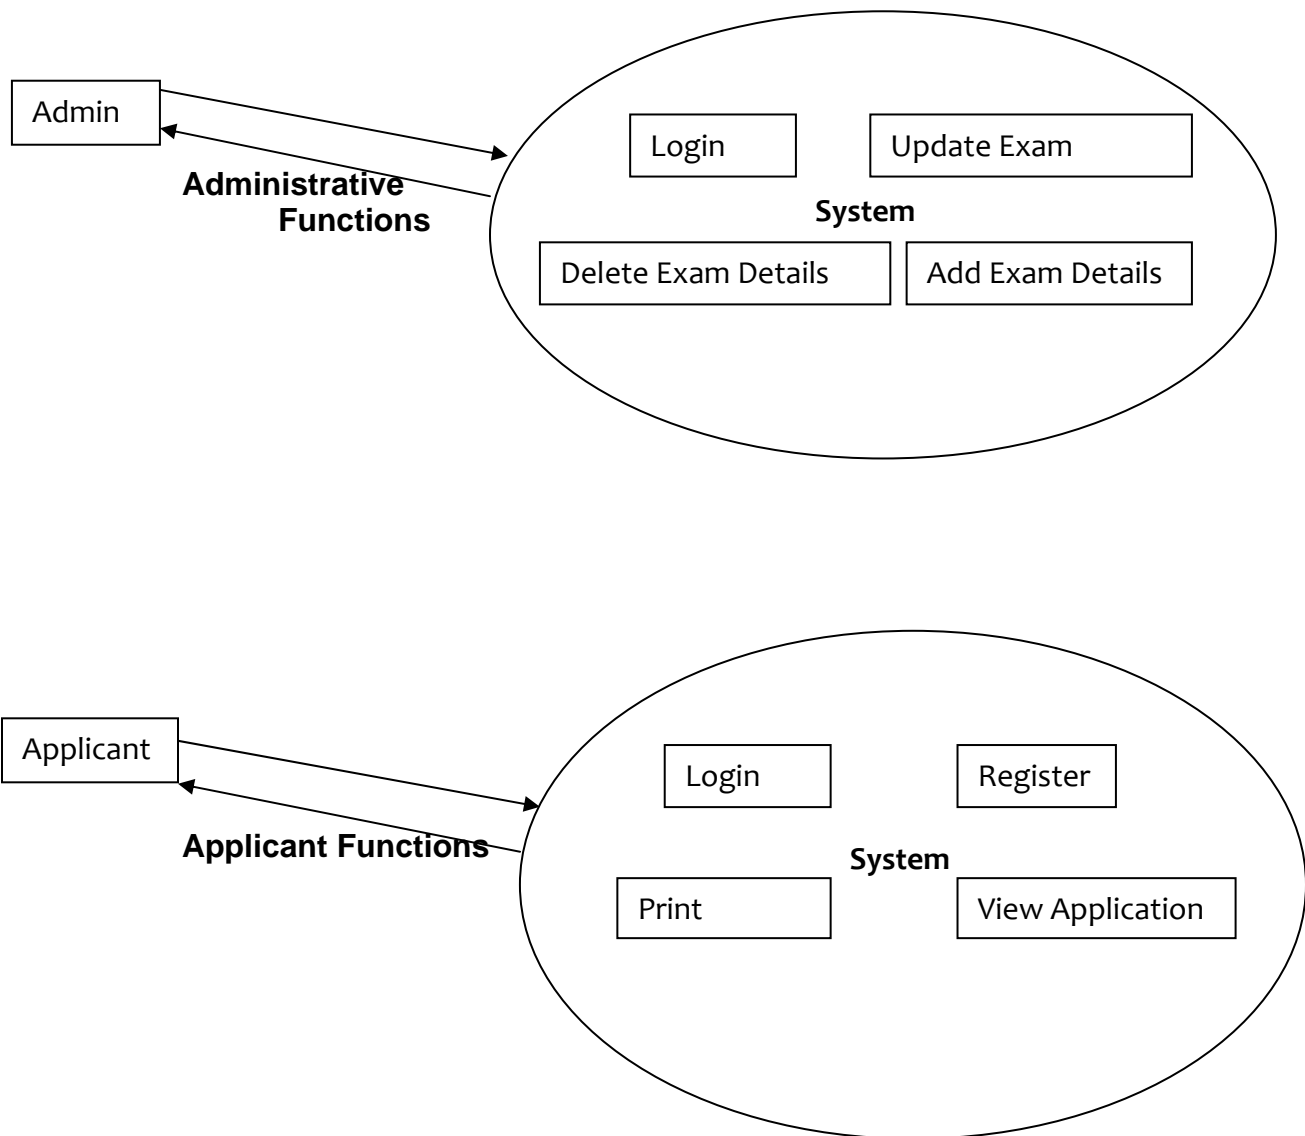 Admin
Login
Update Exam
Administrative
Functions
System
Delete Exam Details
Add Exam Details
Applicant
Login
Register
Applicant Functions
System
Print
View Application